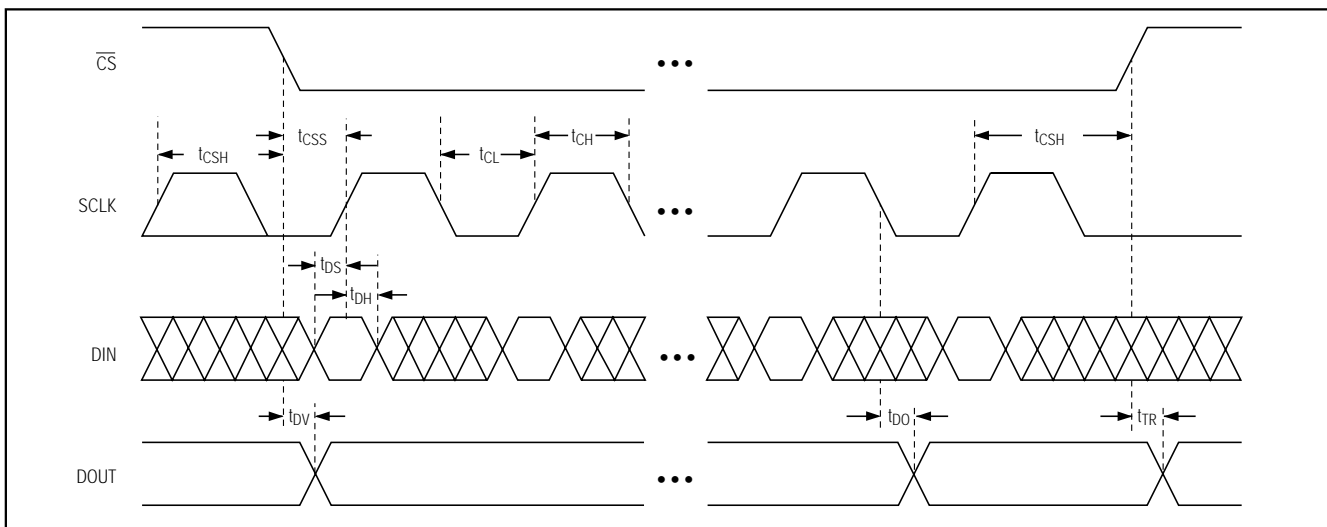 CS
•••
tCSS
tCSH
tCL
tCH
tCSH
SCLK
•••
tDS
tDH
DIN
•••
tDV
tDO
tTR
DOUT
•••